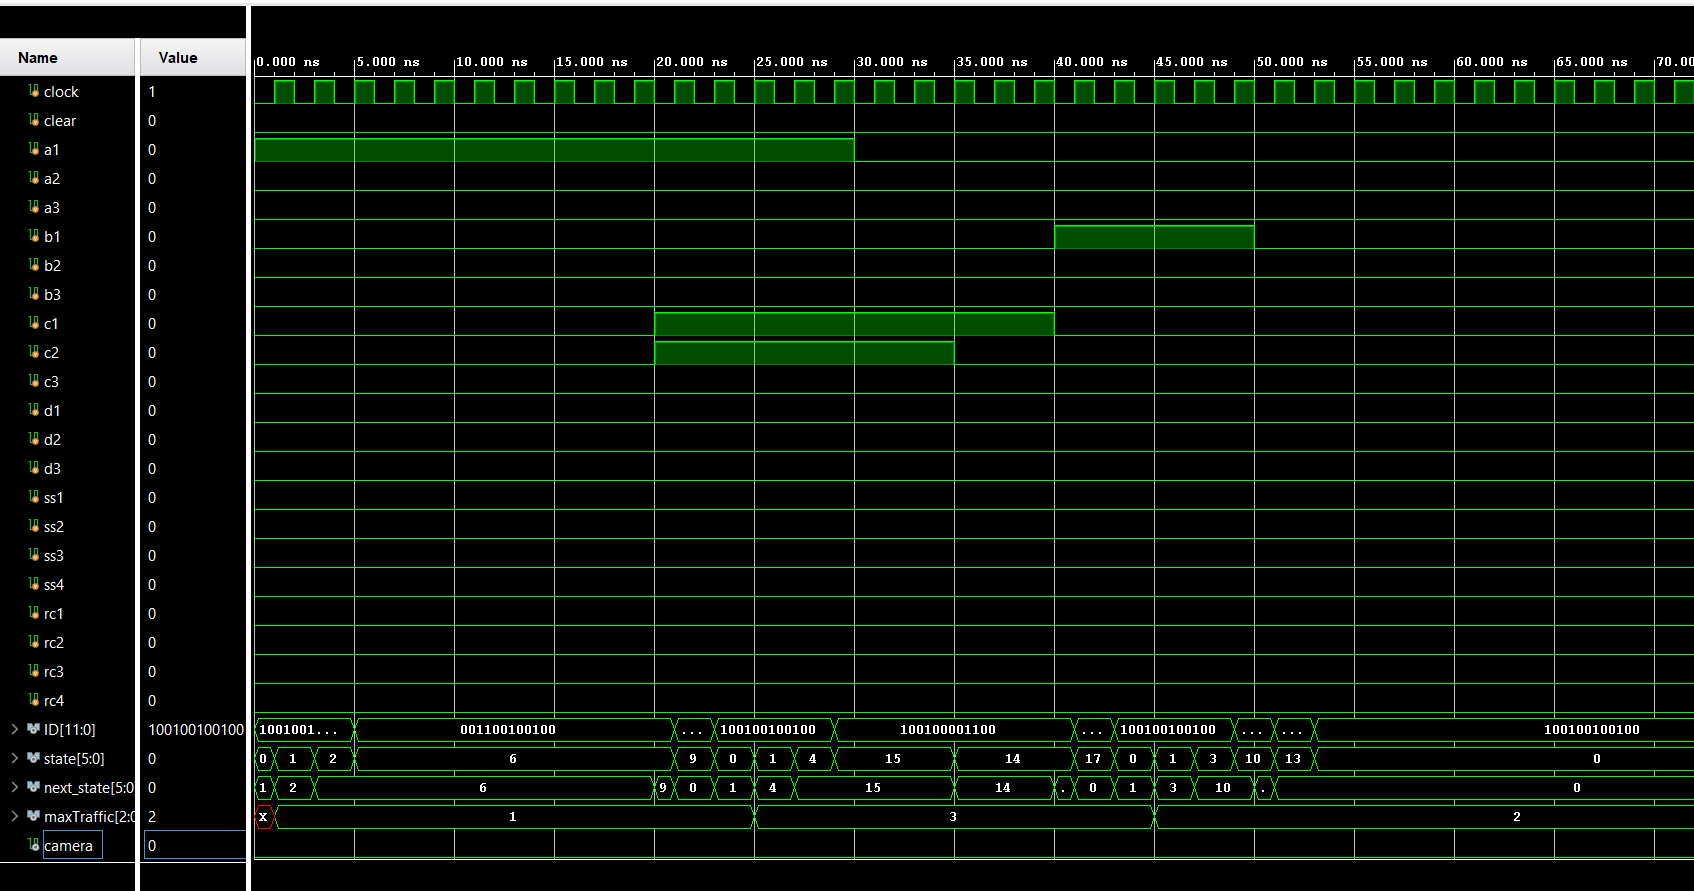 Name Value
0.000 ns 5.000 ns 10.000 ns 15.000 ns 20.000 ns 25.000 ns 30.000 ns 35.000 ns 40.000 ns 45.000 ns 50.000 ns 55.000 ns 60.000 ns 65.000 ns 70.00
clock 1
clear 0
a1 0
a2 0
a3 0
b1 0
b2 0
b3 0
c1 0
c2 0
c3 0
d1 0
d2 0
d3 0
ss1 0
ss2 0
ss3 0
ss4 0
rc1 0
rc2 0
rc3 0
rc4 0
ID[11:0] 100100100100 1001001... 001100100100 ... 100100100100 100100001100 ... 100100100100 ... ... 100100100100
state[5:0] 0 0 1 2 6 9 0 1 4 15 14 17 0 1 3 10 13 0
next_state[5:0 0 1 2 6 9 0 1 4 15 14 . 0 1 3 10 . 0
maxTraffic[2:0 2 X 1 3 2
camera 0